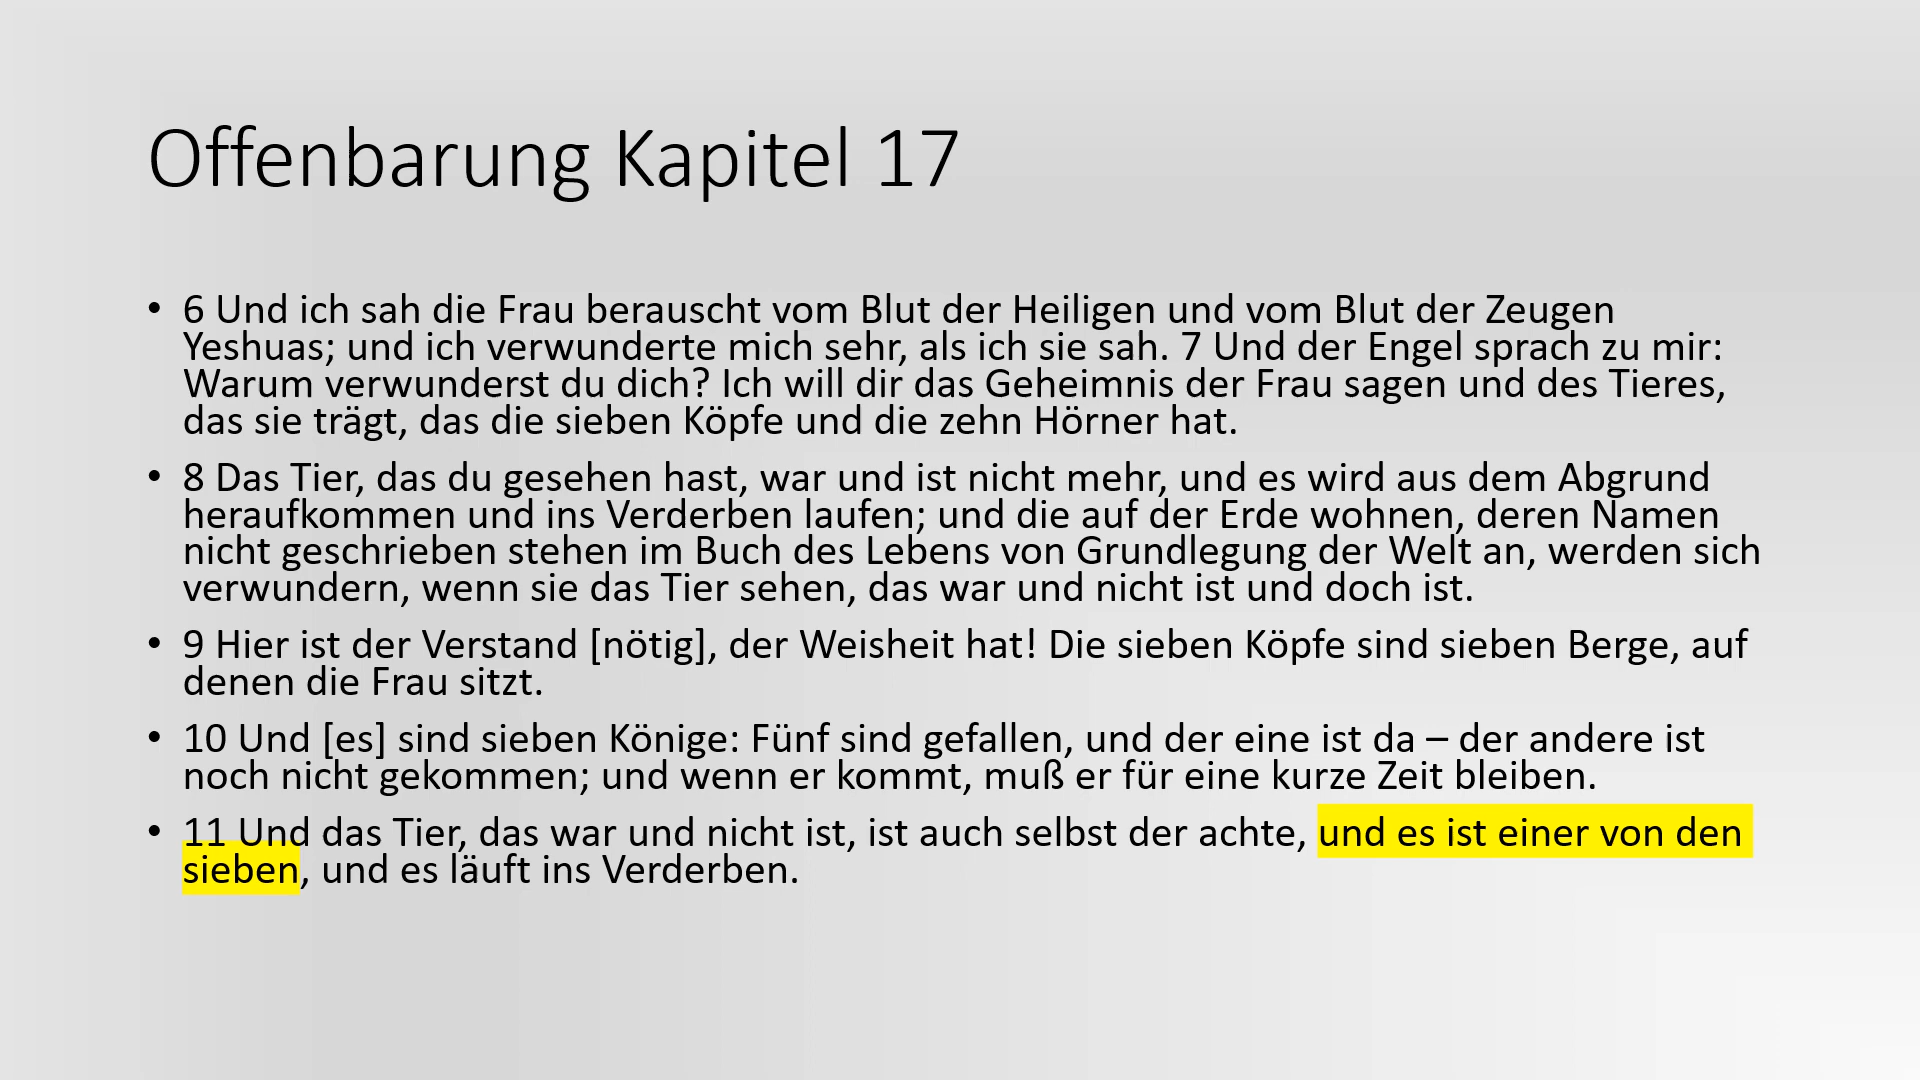 Offenbarung Kapitel 17
• 6 Und ich sah die Frau berauscht vom Blut der Heiligen und vom Blut der Zeugen
Yeshuas; und ich verwunderte mich sehr, als ich sie sah. 7 Und der Engel sprach zu mir:
Warum verwunderst du dich? Ich will dir das Geheimnis der Frau sagen und des Tieres,
das sie trägt, das die sieben Köpfe und die zehn Hörner hat.
• 8 Das Tier, das du gesehen hast, war und ist nicht mehr, und es wird aus dem Abgrund
heraufkommen und ins Verderben laufen; und die auf der Erde wohnen, deren Namen
nicht geschrieben stehen im Buch des Lebens von Grundlegung der Welt an, werden sich
verwundern, wenn sie das Tier sehen, das war und nicht ist und doch ist.
• 9 Hier ist der Verstand [nötig], der Weisheit hat! Die sieben Köpfe sind sieben Berge, auf
denen die Frau sitzt.
• 10 Und [es] sind sieben Könige: Fünf sind gefallen, und der eine ist da – der andere ist
noch nicht gekommen; und wenn er kommt, muß er für eine kurze Zeit bleiben.
• 11 Und das Tier, das war und nicht ist, ist auch selbst der achte, und es ist einer von den
sieben, und es läuft ins Verderben.